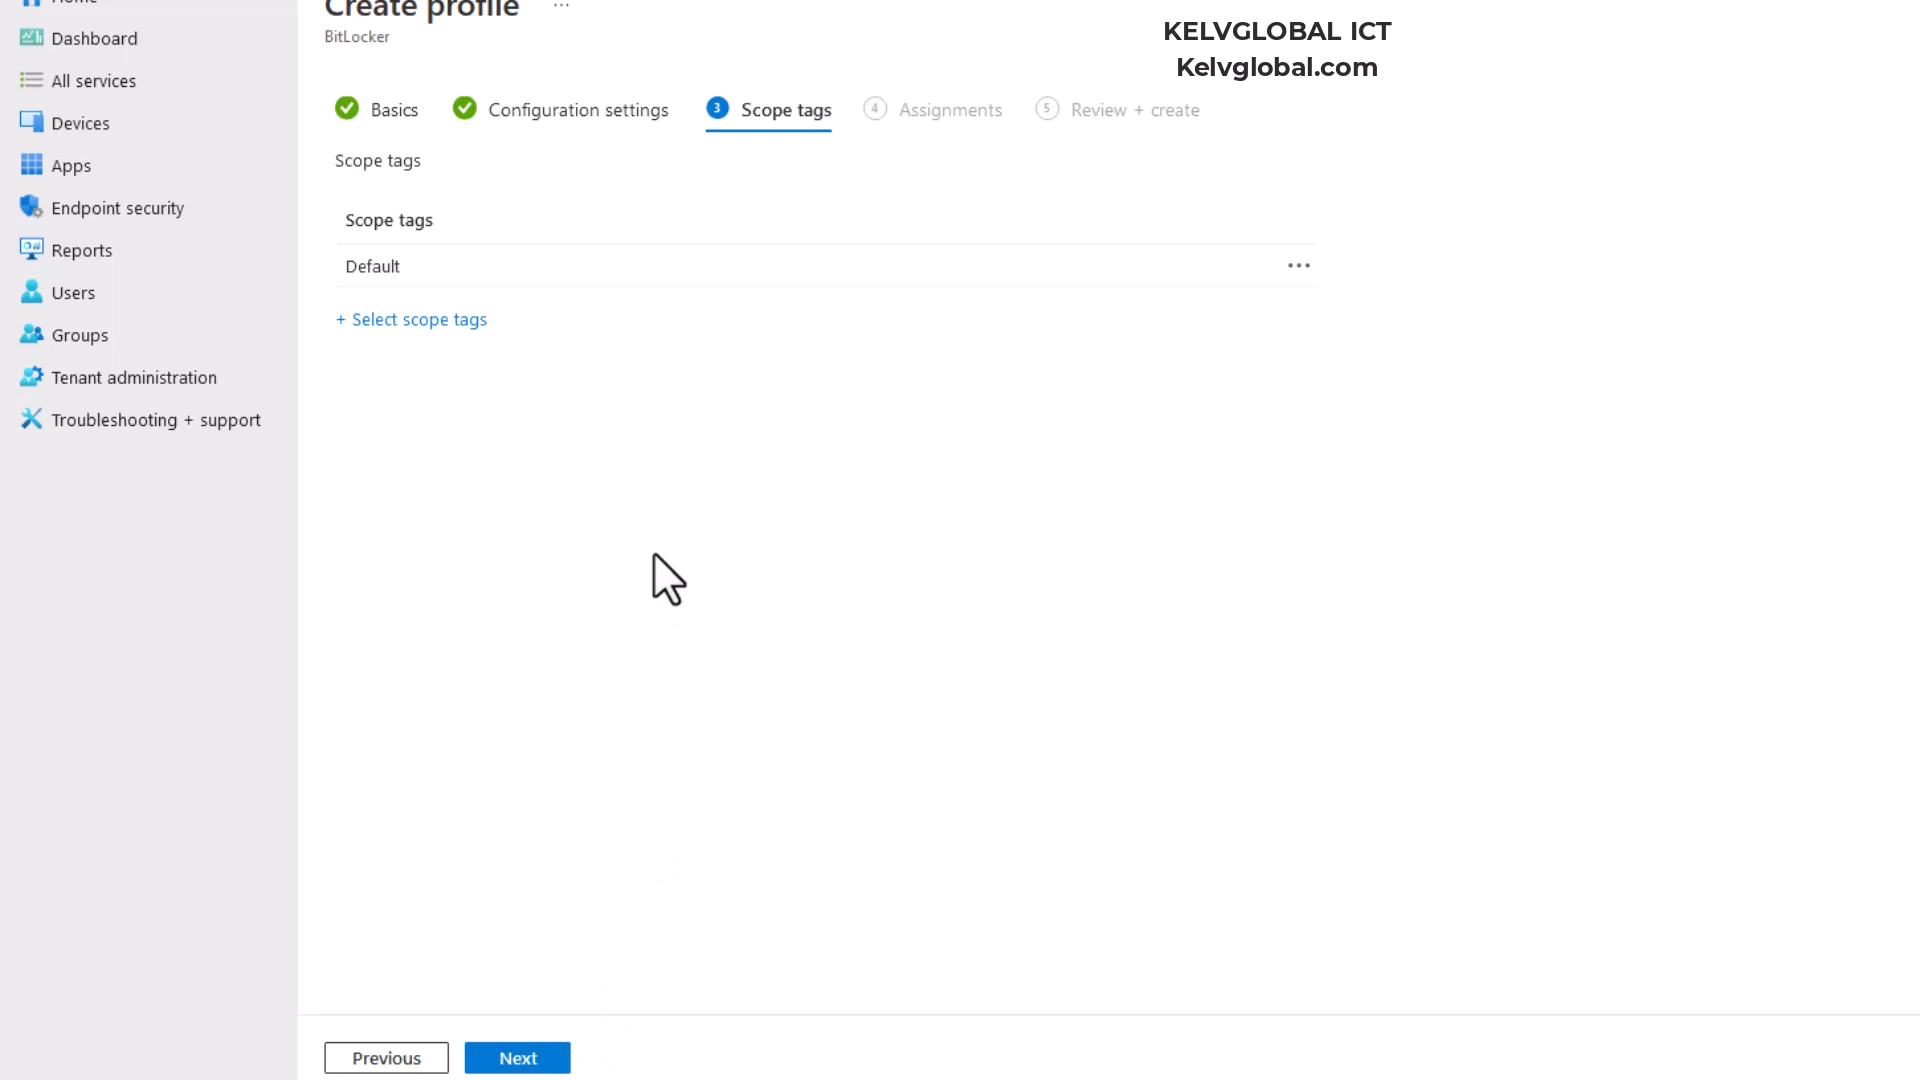 Home
Create profile ...
KELVGLOBAL ICT
BitLocker
Dashboard
Kelvglobal.com
All services
Basics
Configuration settings
3 Scope tags
4 Assignments
5 Review + create
Devices
Scope tags
Apps
Endpoint security
Scope tags
Reports
Default
Users
+ Select scope tags
Groups
Tenant administration
Troubleshooting + support
Previous
Next